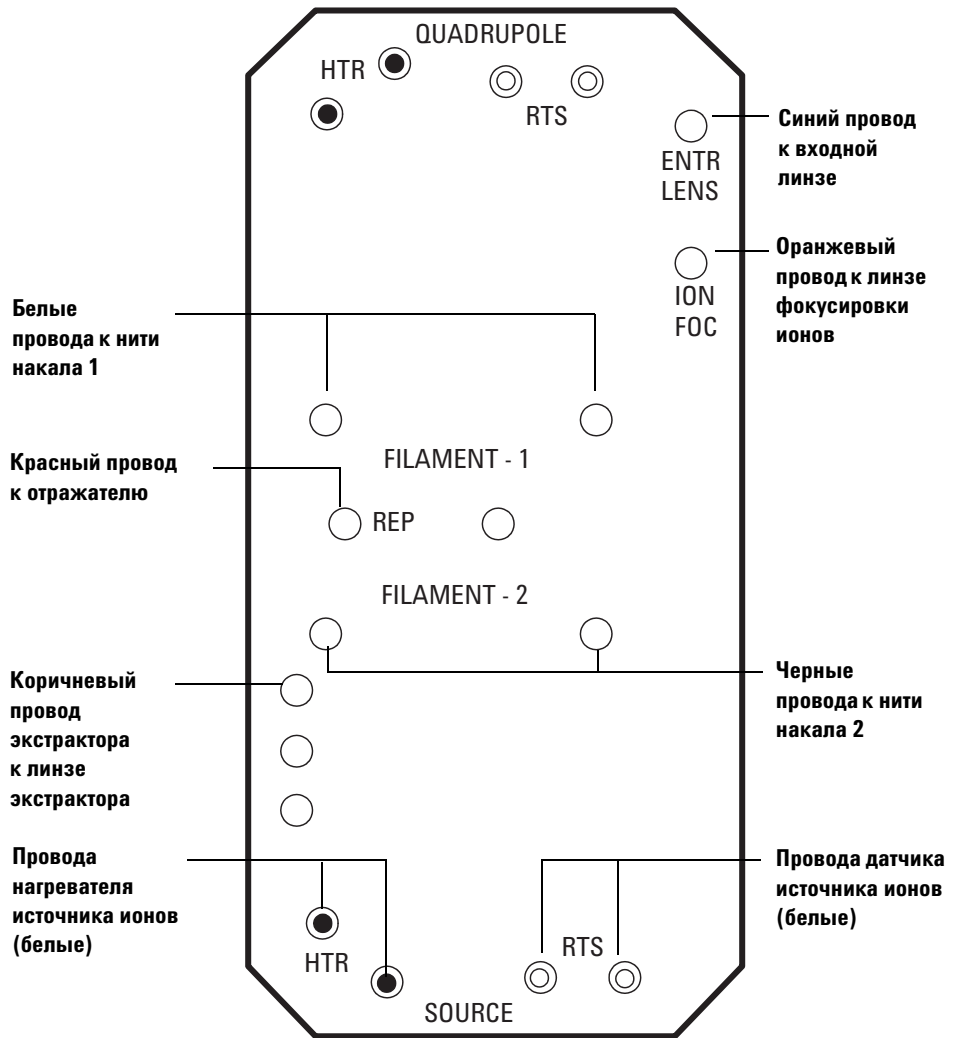 QUADRUPOLE
HTR
RTS
Синий провод
к входной
линзе
ENTR
LENS
Оранжевый
провод к линзе
фокусировки
ионов
ION
FOC
Белые
провода к нити
накала 1
FILAMENT - 1
Красный провод
к отражателю
REP
FILAMENT - 2
Коричневый
провод
экстрактора
к линзе
экстрактора
Черные
провода к нити
накала 2
Провода
нагревателя
источника ионов
(белые)
Провода датчика
источника ионов
(белые)
HTR
RTS
SOURCE